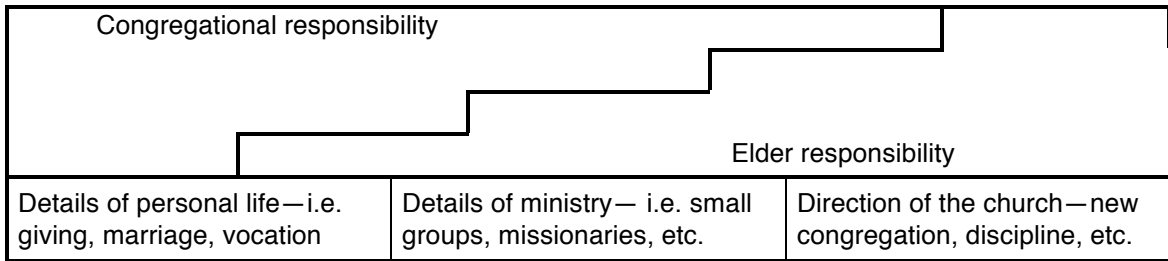 Congregational responsibility
Elder responsibility
Details of personal life—i.e.
giving, marriage, vocation
Details of ministry— i.e. small
groups, missionaries, etc.
Direction of the church—new
congregation, discipline, etc.